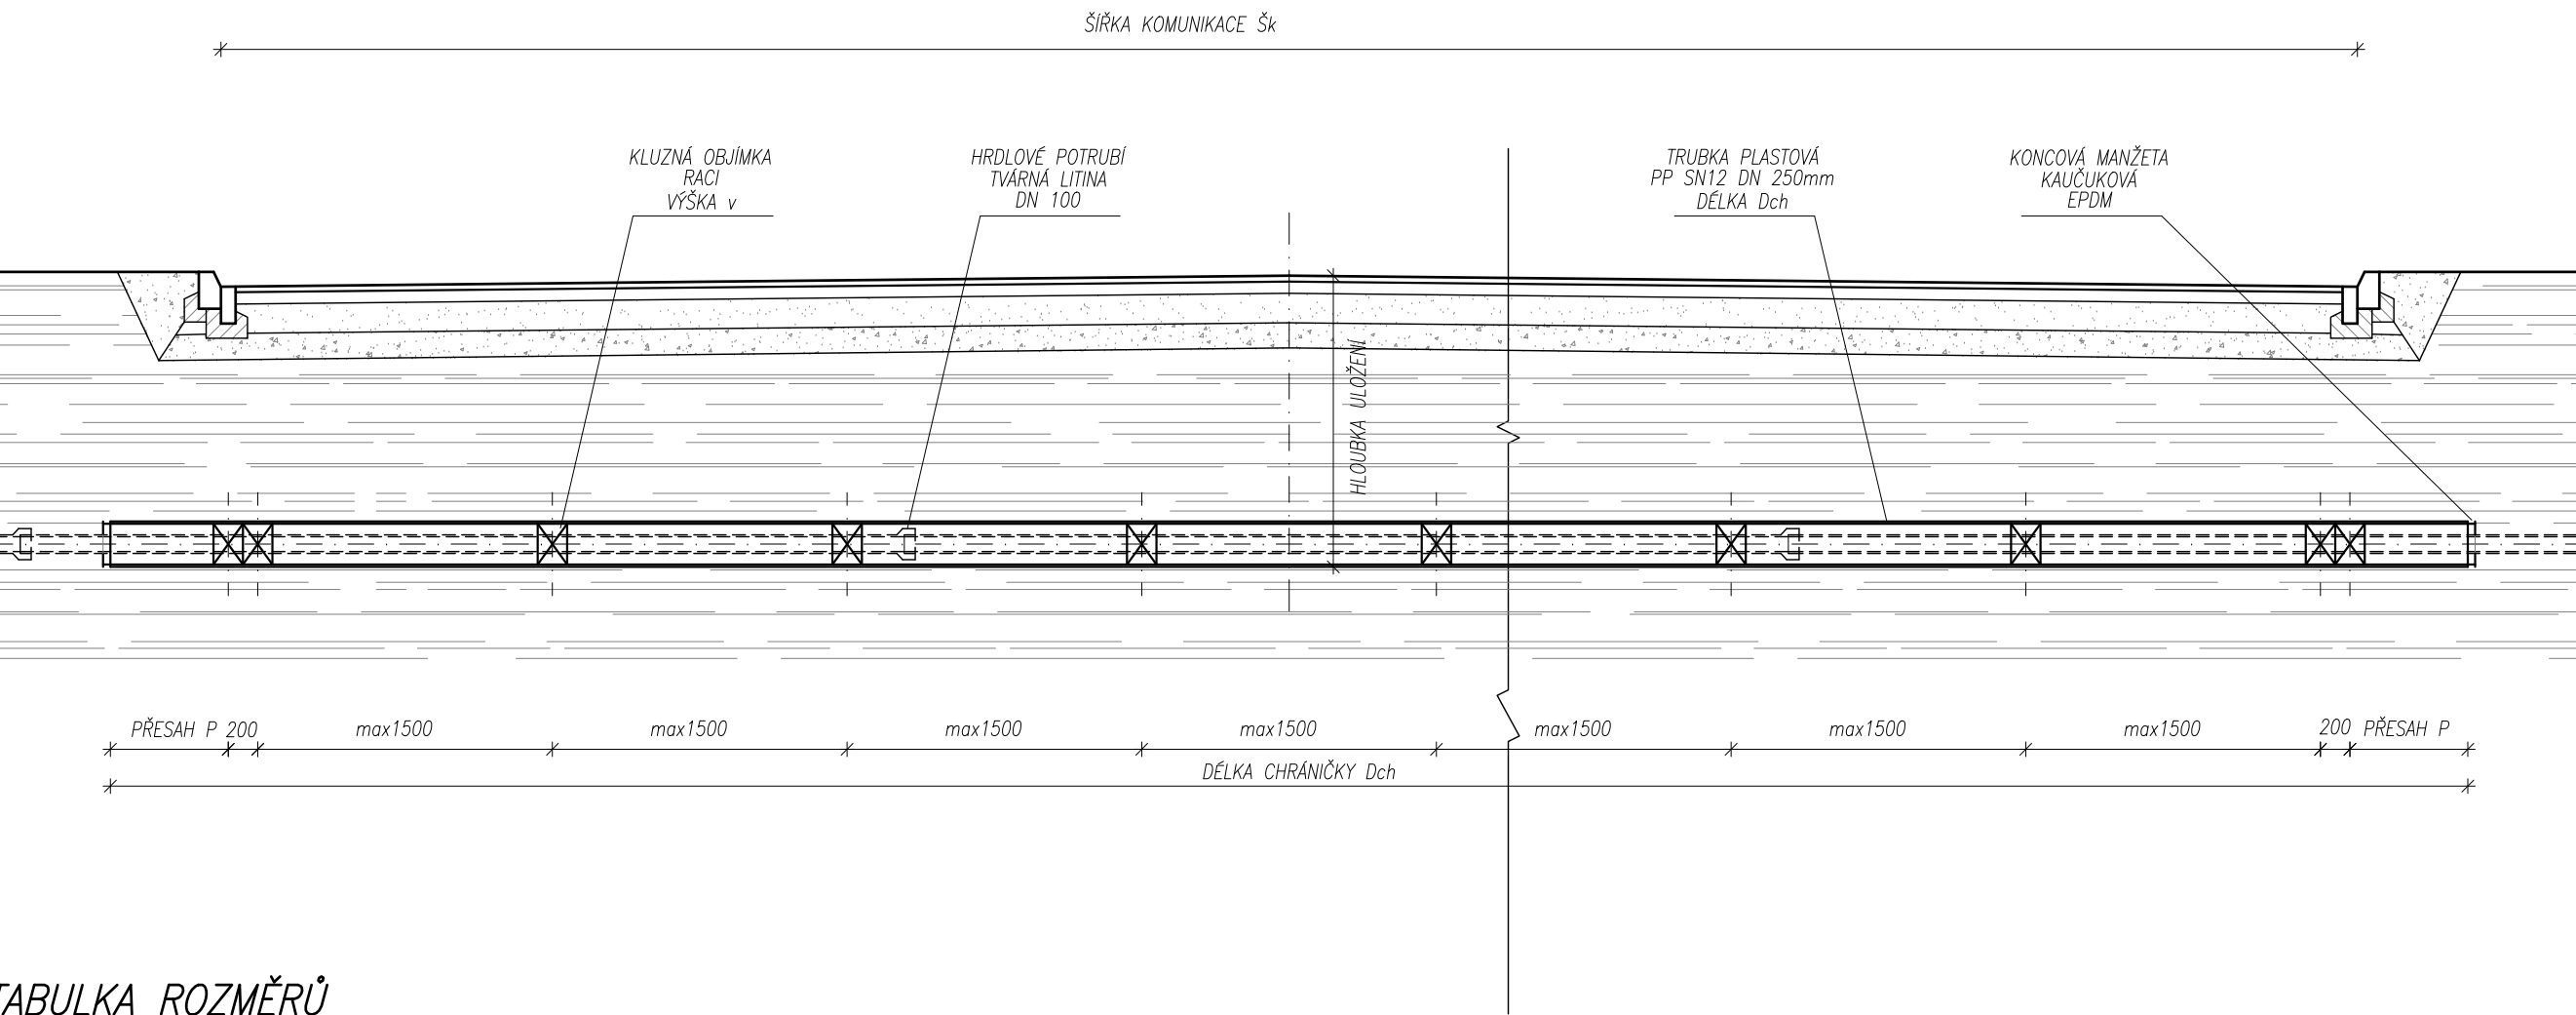 ŠÍŘKA KOMUNIKACE Šk
KLUZNÁ OBJÍMKA
RACI
VÝŠKA v
HRDLOVÉ POTRUBÍ
TVÁRNÁ LITINA
DN 100
TRUBKA PLASTOVÁ
PP SN12 DN 250mm
DÉLKA Dch
KONCOVÁ MANŽETA
KAUČUKOVÁ
EPDM
HLOUBKA ULOŽENÍ
PŘESAH P 200 max1500 max1500 max1500 max1500 max1500 max1500 max1500 200 PŘESAH P
DÉLKA CHRÁNIČKY Dch
TABULKA ROZMĚRŮ